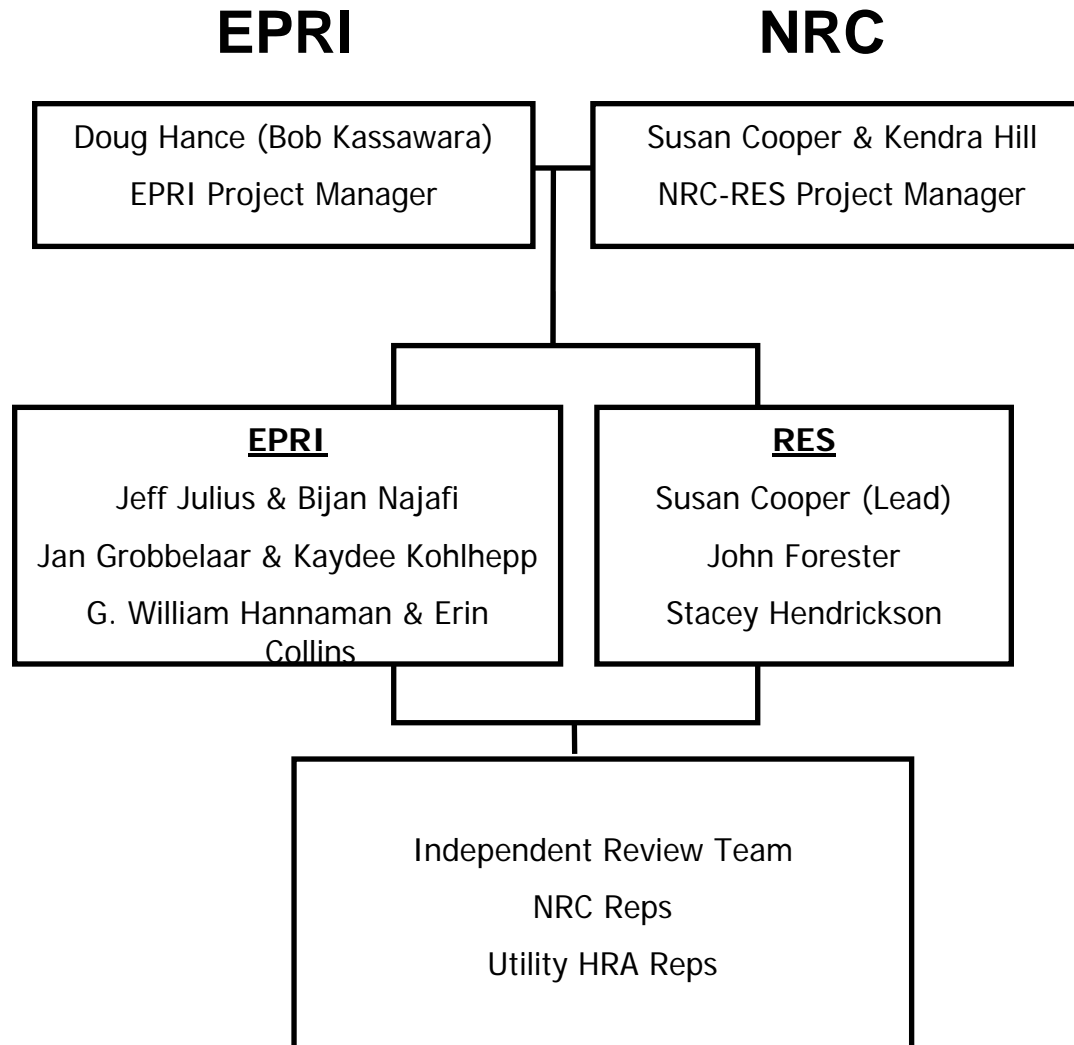 EPRI
NRC
Doug Hance (Bob Kassawara)
EPRI Project Manager
Susan Cooper & Kendra Hill
NRC-RES Project Manager
EPRI
Jeff Julius & Bijan Najafi
Jan Grobbelaar & Kaydee Kohlhepp
G. William Hannaman & Erin
Collins
RES
Susan Cooper (Lead)
John Forester
Stacey Hendrickson
Independent Review Team
NRC Reps
Utility HRA Reps